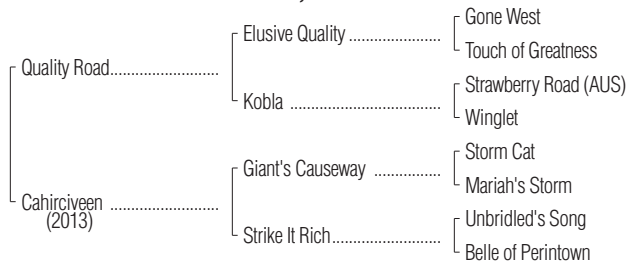 Gone West
Elusive Quality ...................
Touch of Greatness
Quality Road.......................
Strawberry Road (AUS)
Kobla ...............................
Winglet
Storm Cat
Giant's Causeway ..............
Mariah's Storm
Cahirciveen .......................
(2013)
Unbridled's Song
Strike It Rich.......................
Belle of Perintown